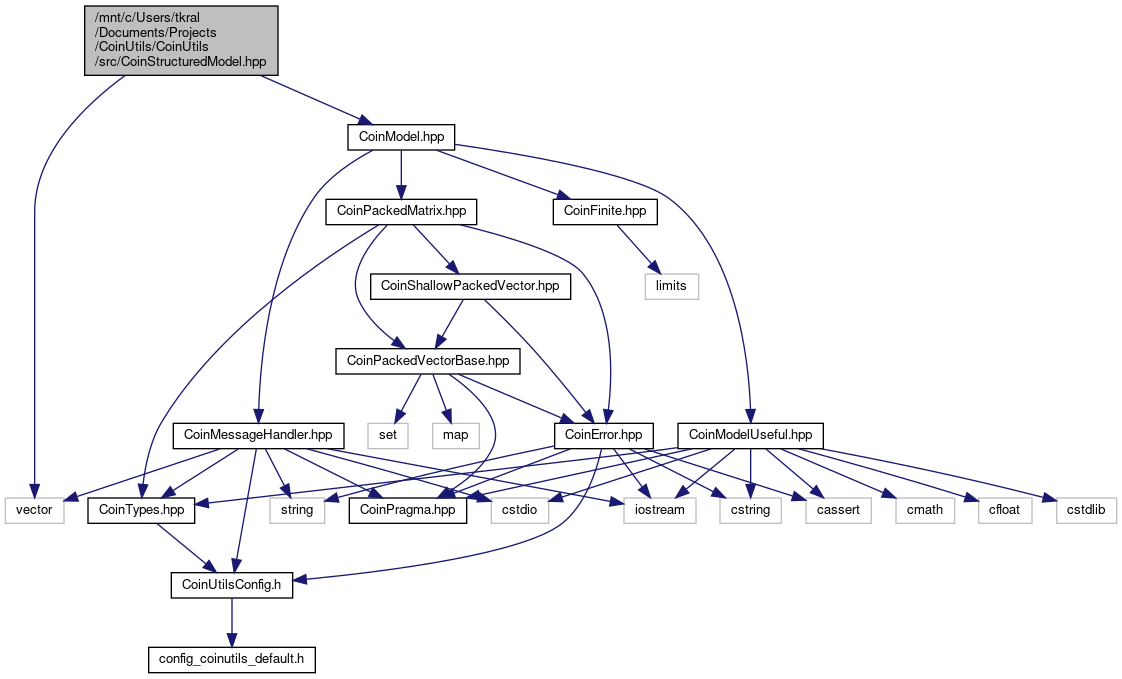 /mnt/c/Users/tkral
/Documents/Projects
/CoinUtils/CoinUtils
/src/CoinStructuredModel.hpp
CoinModel.hpp
CoinPackedMatrix.hpp
CoinFinite.hpp
CoinShallowPackedVector.hpp
limits
CoinPackedVectorBase.hpp
CoinMessageHandler.hpp
set
map
CoinError.hpp
CoinModelUseful.hpp
vector
CoinTypes.hpp
string
CoinPragma.hpp
cstdio
iostream
cstring
cassert
cmath
cfloat
cstdlib
CoinUtilsConfig.h
config_coinutils_default.h